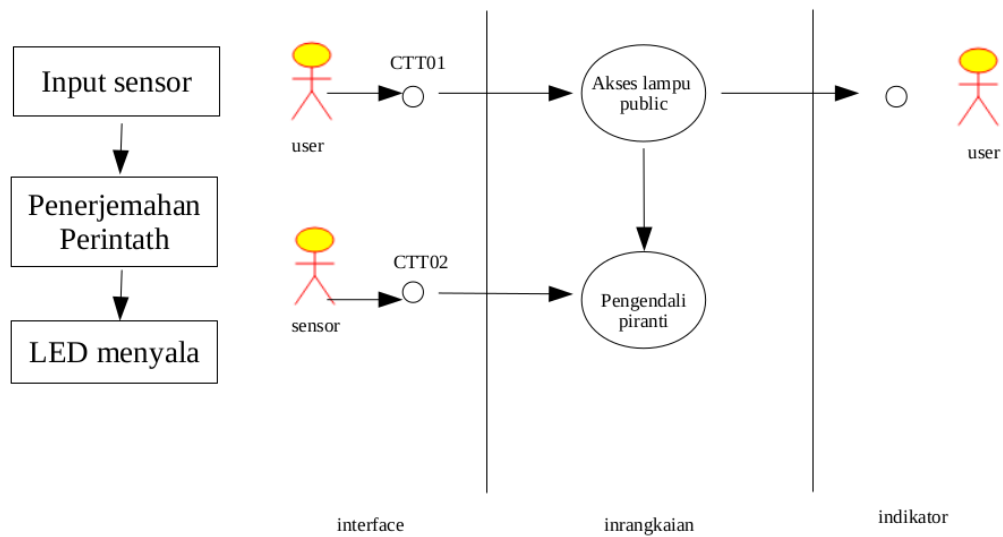 Input sensor
Penerjemahan
Perintath
LED menyala
CTT01
user
CTT02
sensor
Akses lampu
public
Pengendali
piranti
user
interface
inrangkaian
indikator